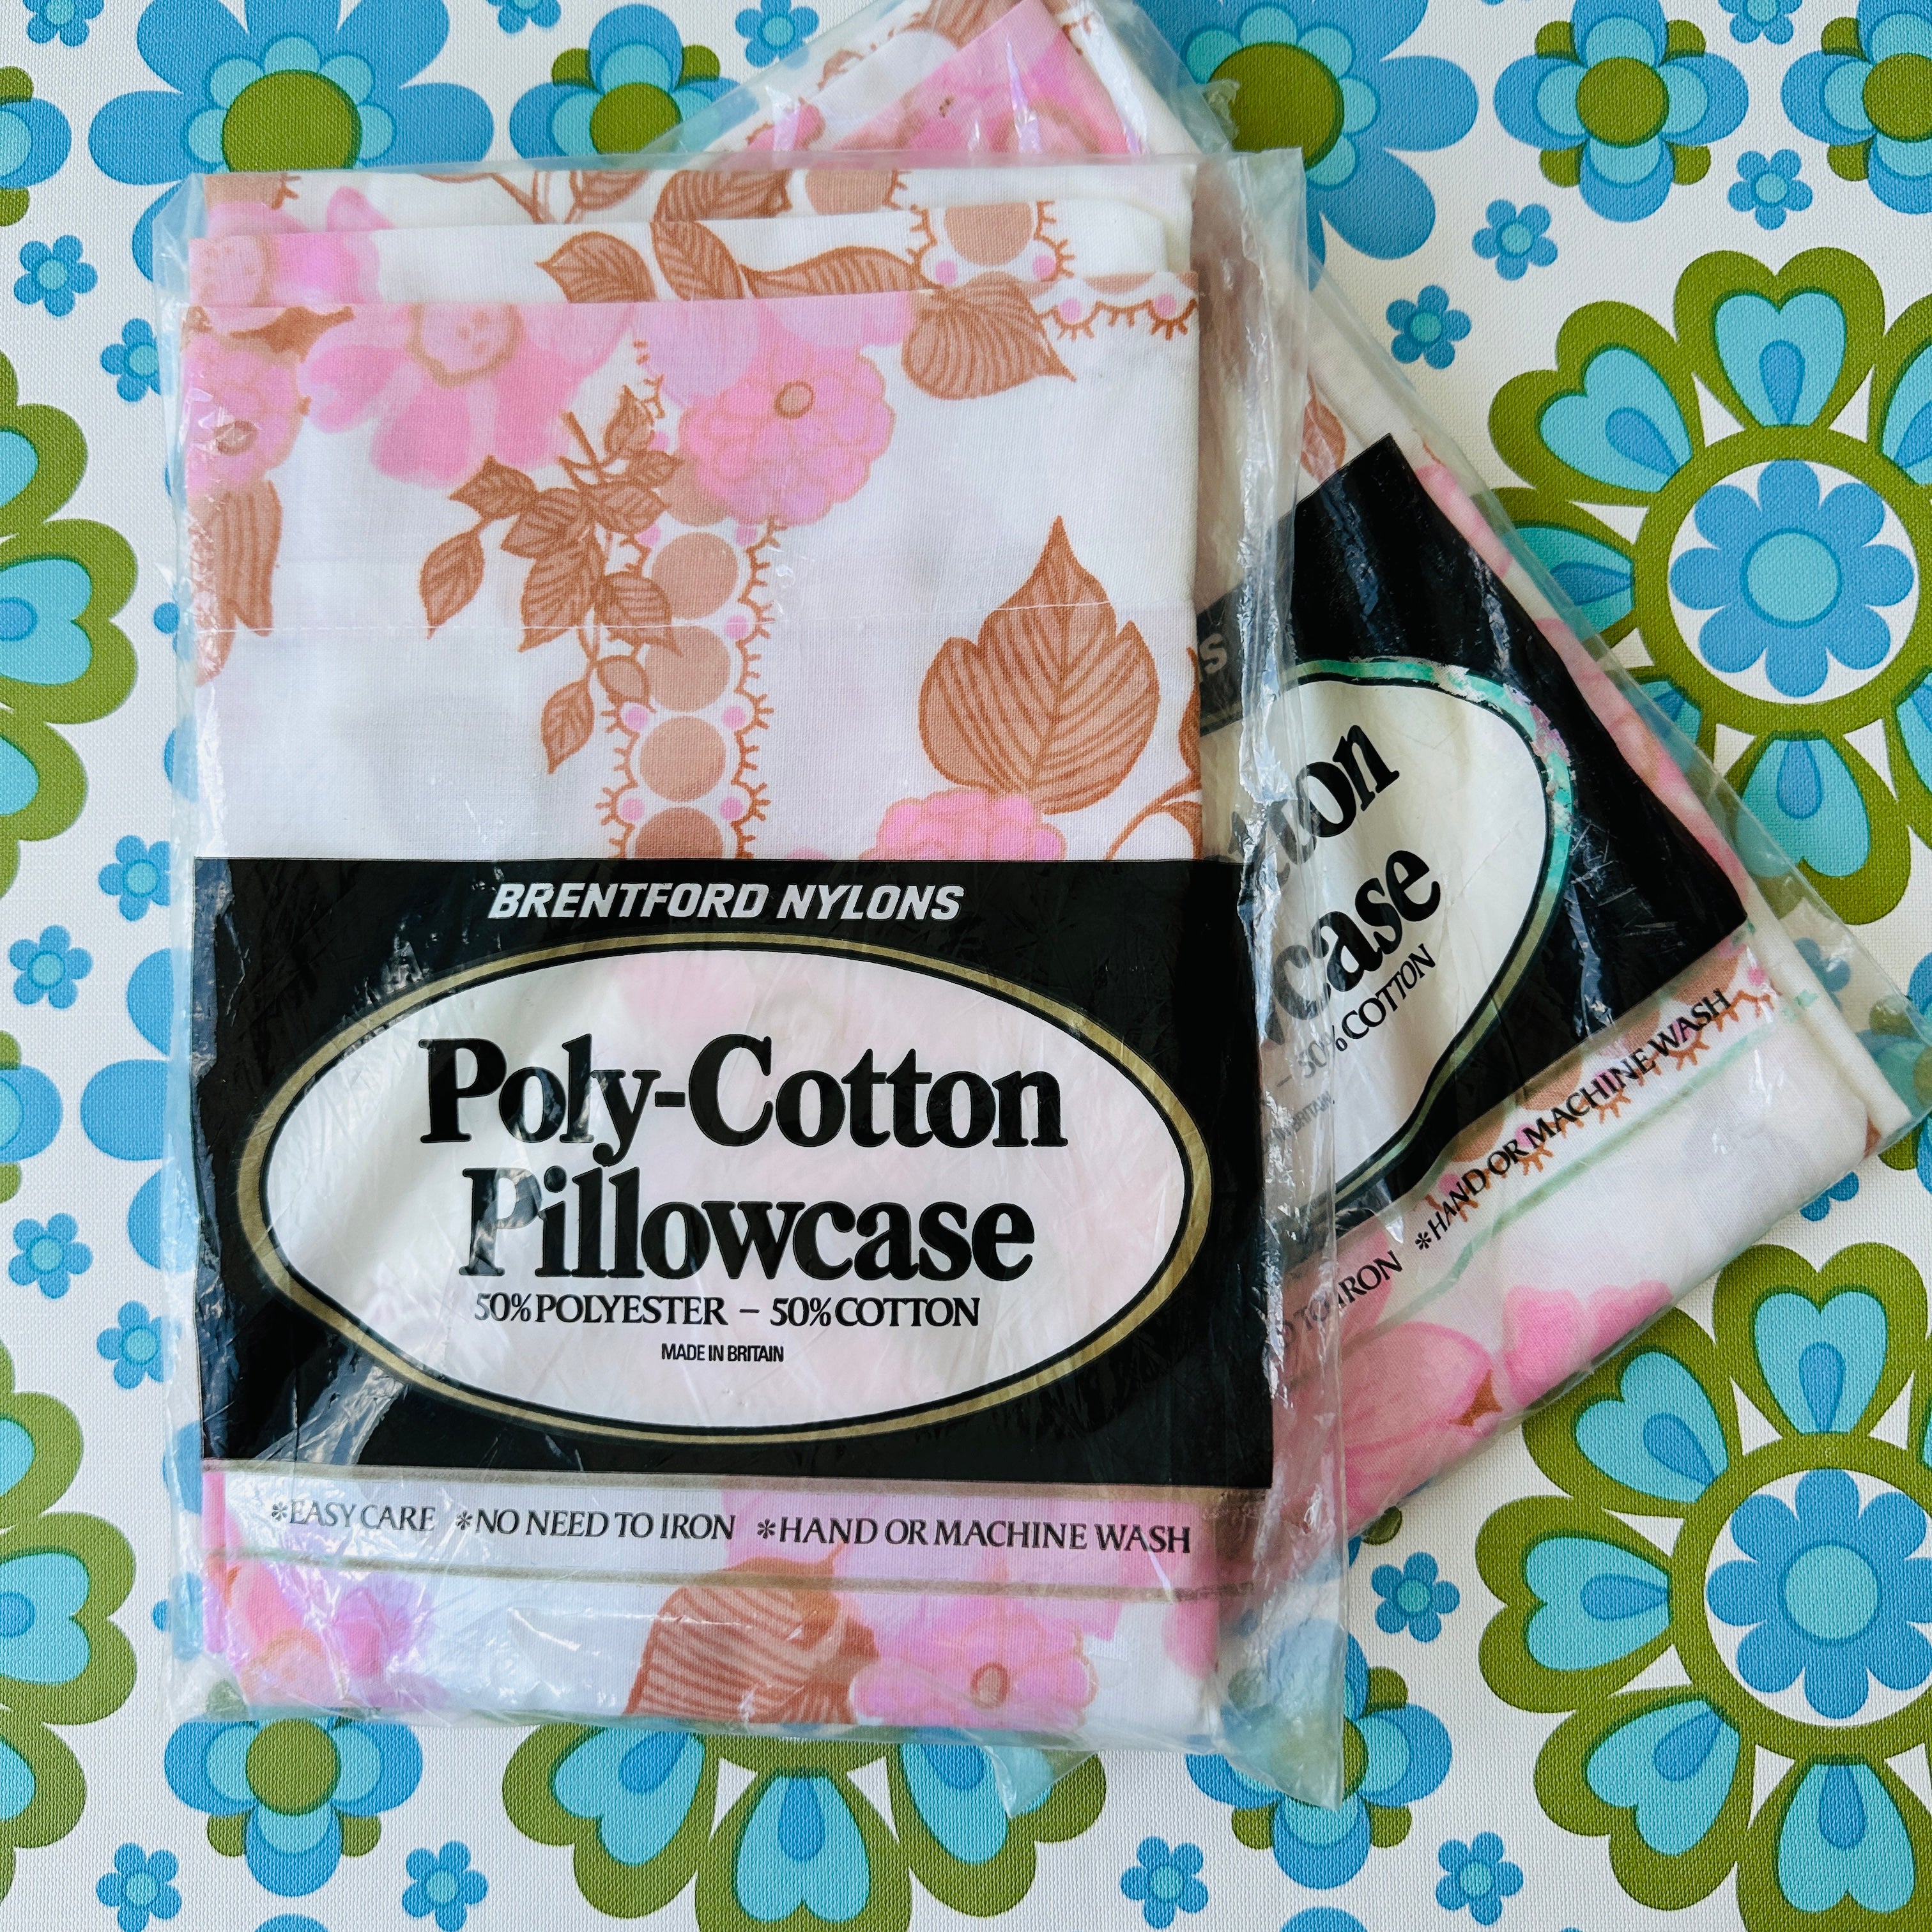 BRENTFORD NYLONS
Poly-Cotton
Pillowcase
50% POLYESTER – 50% COTTON
MADE IN BRITAIN
*EASY CARE *NO NEED TO IRON *HAND OR MACHINE WASH
S
tton
case
50% COTTON
BRITAIN
TO IRON *HAND OR MACHINE WASH